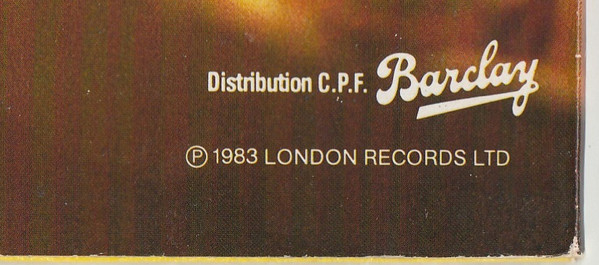 Distribution C.P.F. Barclay
℗ 1983 LONDON RECORDS LTD